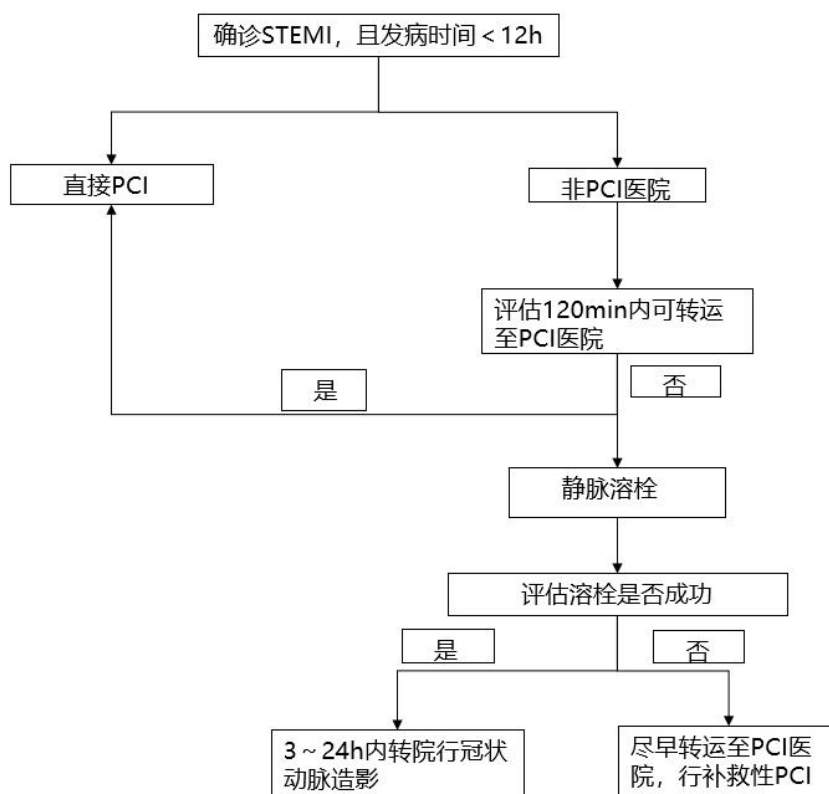 确诊STEMI，且发病时间＜12h
直接PCI
非PCI医院
评估120min内可转运
至PCI医院
是
否
静脉溶栓
评估溶栓是否成功
是
否
3～24h内转院行冠状
动脉造影
尽早转运至PCI医
院，行补救性PCI